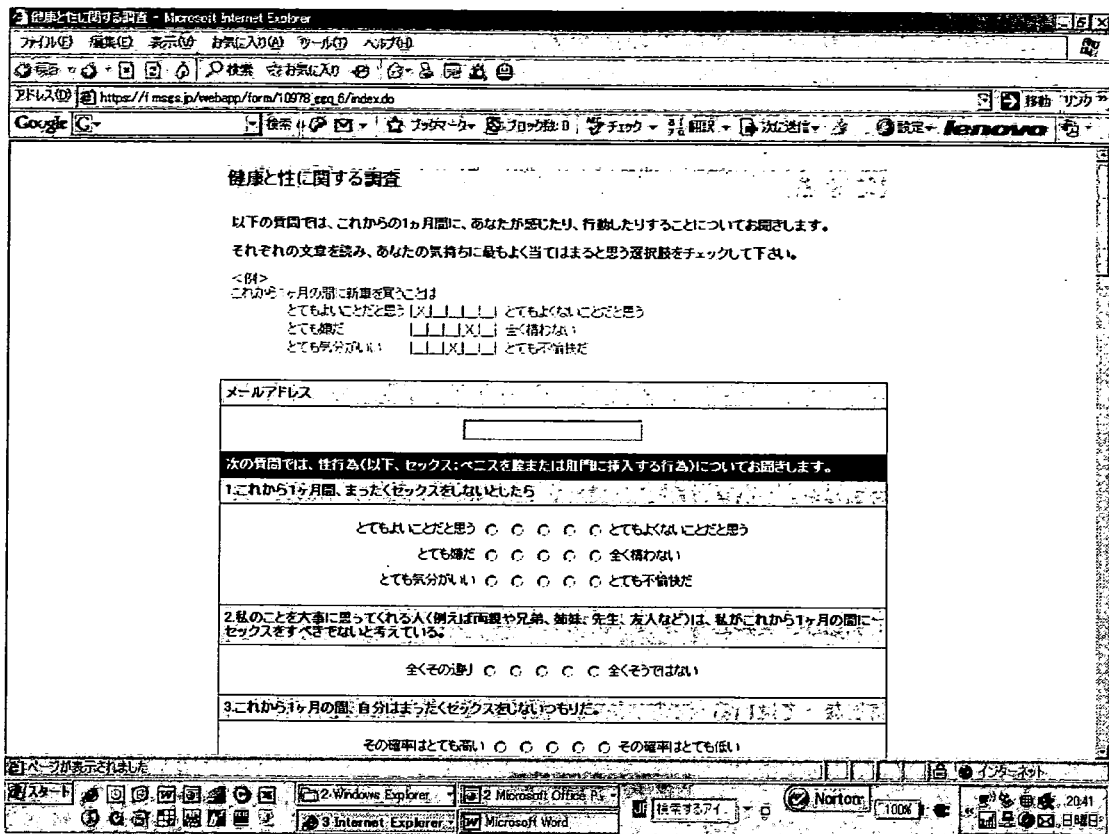 健康と性に関する調査 - Microsoft Internet Explorer
ファイル(F) 編集(E) 表示(V) お気に入り(A) ツール(T) ヘルプ(H)
戻る 検索 お気に入り
アドレス(D) 移動 リンク »
Google G 検索 ブックマーク ブロック数: 0 チェック 翻訳 次に送信 設定 lenovo
健康と性に関する調査
以下の質問では、これからの1ヵ月間に、あなたが感じたり、行動したりすることについてお聞きします。
それぞれの文章を読み、あなたの気持ちに最もよく当てはまると思う選択肢をチェックして下さい。
<例>
これから1ヶ月の間に新車を買うことは
とてもよいことだと思う |X|_|_|_|_| とてもよくないことだと思う
とても嫌だ |_|_|_|X|_| 全く構わない
とても気分がいい |_|_|X|_|_| とても不愉快だ
メールアドレス
次の質問では、性行為(以下、セックス:ペニスを膣または肛門に挿入する行為)についてお聞きします。
1.これから1ヶ月間、まったくセックスをしないとしたら
とてもよいことだと思う とてもよくないことだと思う
とても嫌だ 全く構わない
とても気分がいい とても不愉快だ
2.私のことを大事に思ってくれる人(例えば両親や兄弟、姉妹、先生、友人など)は、私がこれから1ヶ月の間に
セックスをすべきでないと考えている。
全くその通り 全くそうではない
3.これから1ヶ月の間、自分はまったくセックスをしないつもりだ。
その確率はとても高い その確率はとても低い
ページが表示されました インターネット
スタート 2 Windows Explorer 2 Microsoft Office 検索するアイ Norton 100% 20:41
3 Internet Explorer Microsoft Word 日曜日